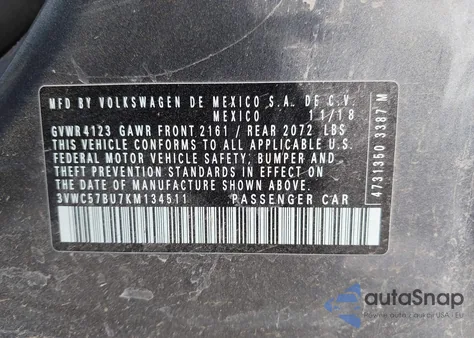 MFD BY VOLKSWAGEN DE MEXICO S.A. DE C.V.
MEXICO 11/18
GVWR4123 GAWR FRONT 2161 / REAR 2072 LBS
THIS VEHICLE CONFORMS TO ALL APPLICABLE U.S.
FEDERAL MOTOR VEHICLE SAFETY, BUMPER AND
THEFT PREVENTION STANDARDS IN EFFECT ON
THE DATE OF MANUFACTURE SHOWN ABOVE.
3VWC57BU7KM134511 PASSENGER CAR
4731350 3387 M
autoSnap